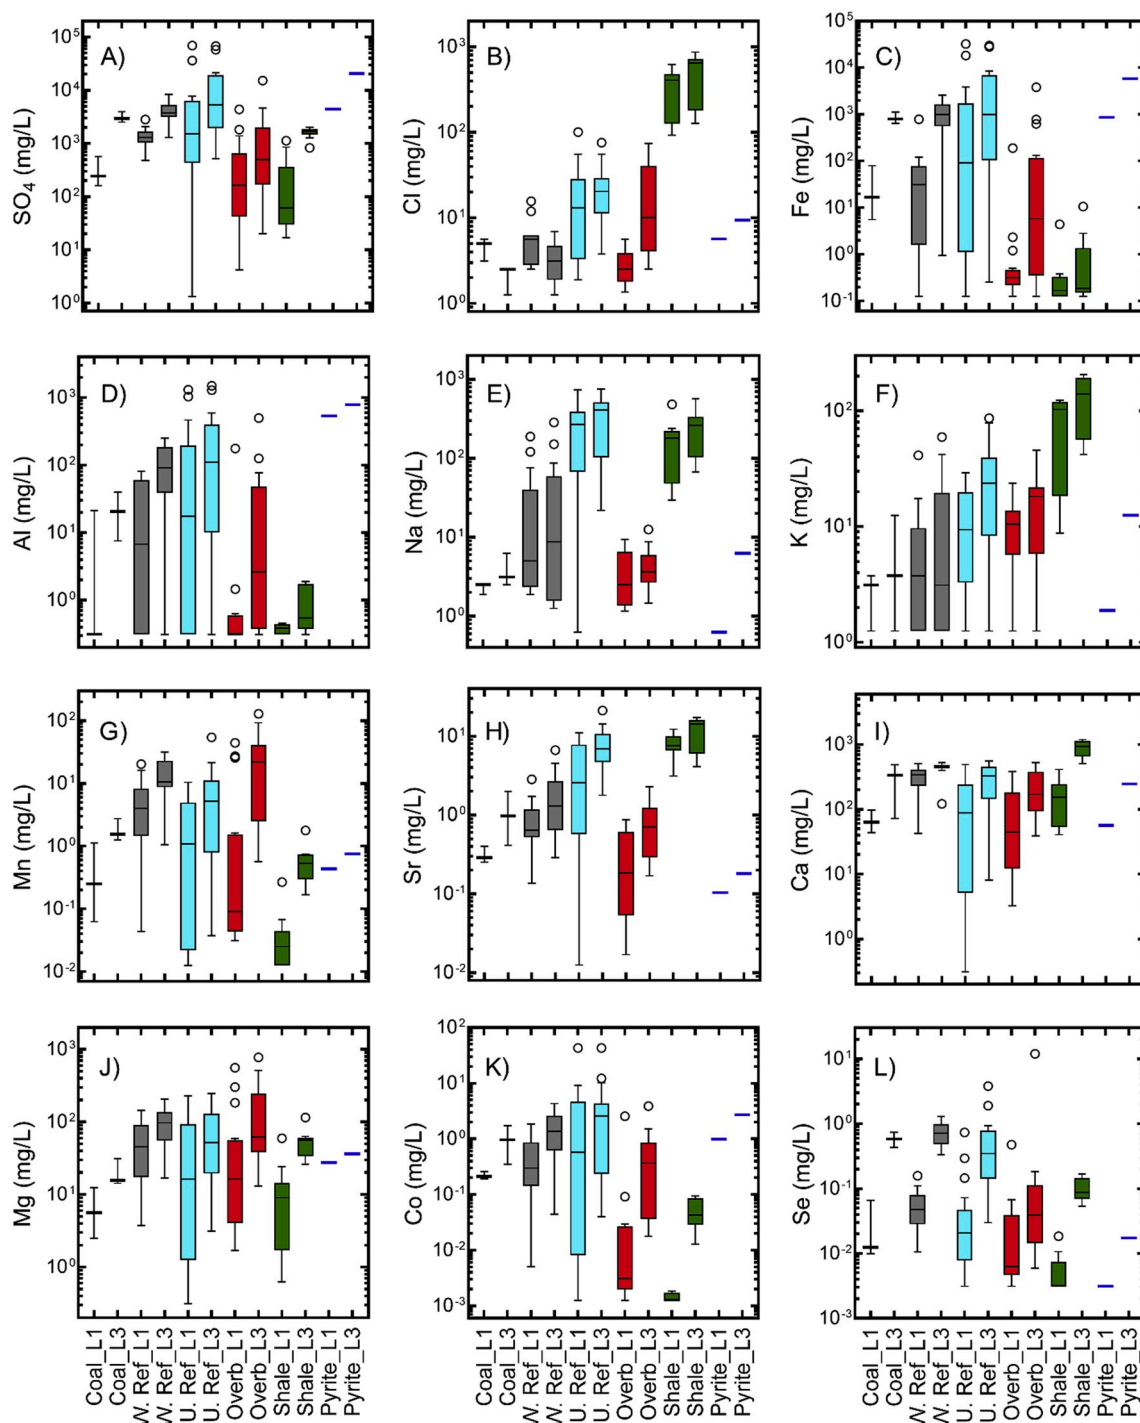 A)
SO₄ (mg/L)
10⁵
10⁴
10³
10²
10¹
10⁰
B)
Cl (mg/L)
10³
10²
10¹
10⁰
C)
Fe (mg/L)
10⁵
10⁴
10³
10²
10¹
10⁰
10⁻¹
D)
Al (mg/L)
10³
10²
10¹
10⁰
E)
Na (mg/L)
10³
10²
10¹
10⁰
F)
K (mg/L)
10²
10¹
10⁰
G)
Mn (mg/L)
10²
10¹
10⁰
10⁻¹
10⁻²
H)
Sr (mg/L)
10¹
10⁰
10⁻¹
10⁻²
I)
Ca (mg/L)
10³
10²
10¹
10⁰
J)
Mg (mg/L)
10³
10²
10¹
10⁰
K)
Co (mg/L)
10²
10¹
10⁰
10⁻¹
10⁻²
10⁻³
L)
Se (mg/L)
10¹
10⁰
10⁻¹
10⁻²
10⁻³
Coal_L1
Coal_L3
W. Ref_L1
W. Ref_L3
U. Ref_L1
U. Ref_L3
Overb_L1
Overb_L3
Shale_L1
Shale_L3
Pyrite_L1
Pyrite_L3
Coal_L1
Coal_L3
W. Ref_L1
W. Ref_L3
U. Ref_L1
U. Ref_L3
Overb_L1
Overb_L3
Shale_L1
Shale_L3
Pyrite_L1
Pyrite_L3
Coal_L1
Coal_L3
W. Ref_L1
W. Ref_L3
U. Ref_L1
U. Ref_L3
Overb_L1
Overb_L3
Shale_L1
Shale_L3
Pyrite_L1
Pyrite_L3